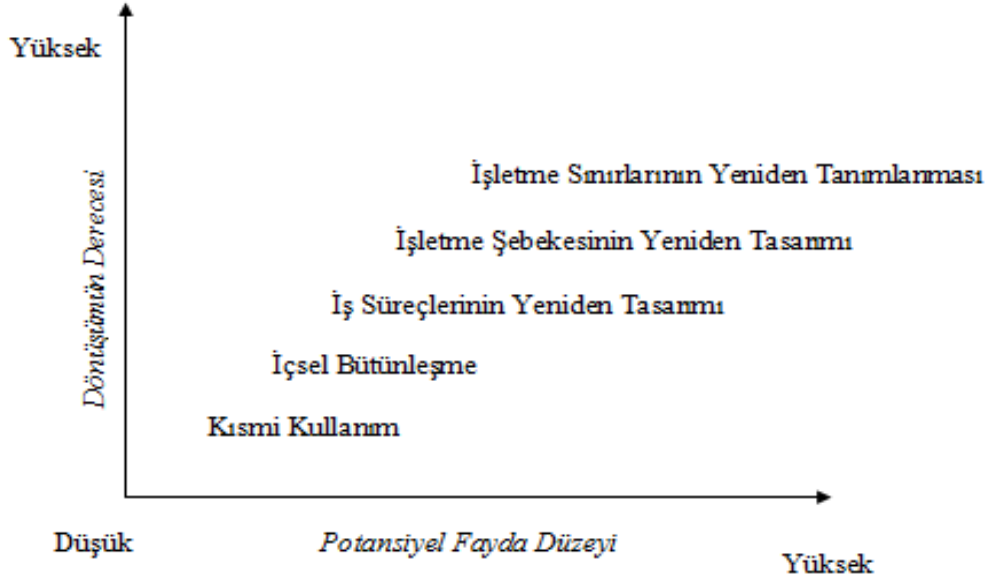 Yüksek
Dönüşümün Derecesi
İşletme Sınırlarının Yeniden Tanımlanması
İşletme Şebekesinin Yeniden Tasarımı
İş Süreçlerinin Yeniden Tasarımı
İçsel Bütünleşme
Kısmi Kullanım
Düşük
Potansiyel Fayda Düzeyi
Yüksek